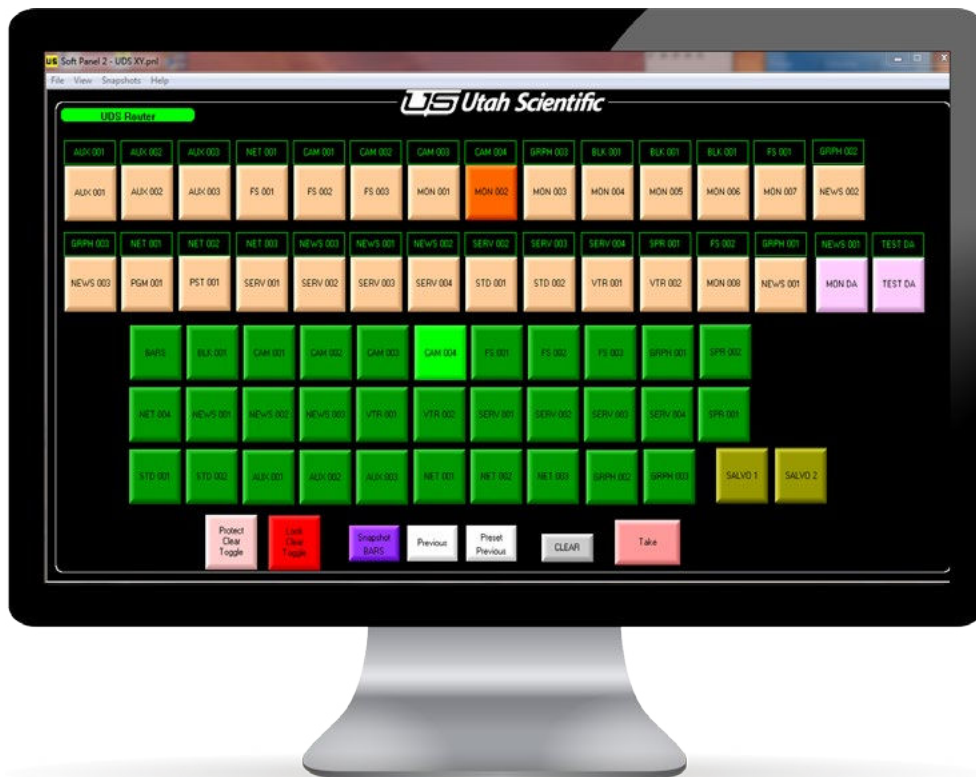 US Soft Panel 2 - UDS XY.pnl
File View Snapshots Help
US Utah Scientific
UDS Router
AUX 001 AUX 002 AUX 003 NET 001 CAM 001 CAM 002 CAM 003 CAM 004 GRPH 003 BLK 001 BLK 001 BLK 001 FS 001 GRPH 002
AUX 001 AUX 002 AUX 003 FS 001 FS 002 FS 003 MON 001 MON 002 MON 003 MON 004 MON 005 MON 006 MON 007 NEWS 002
GRPH 003 NET 001 NET 002 NET 003 NEWS 003 NEWS 001 NEWS 002 SERV 002 SERV 003 SERV 004 SPR 001 FS 002 GRPH 001 NEWS 001 TEST DA
NEWS 003 PGM 001 PST 001 SERV 001 SERV 002 SERV 003 SERV 004 STD 001 STD 002 VTR 001 VTR 002 MON 008 NEWS 001 MON DA TEST DA
BARS BLK 001 CAM 001 CAM 002 CAM 003 CAM 004 FS 001 FS 002 FS 003 GRPH 001 SPR 002
NET 004 NEWS 001 NEWS 002 NEWS 003 VTR 001 VTR 002 SERV 001 SERV 002 SERV 003 SERV 004 SPR 001
STD 001 STD 002 AUX 001 AUX 002 AUX 003 NET 001 NET 002 NET 003 GRPH 002 GRPH 003 SALVO 1 SALVO 2
Protect
Clear
Toggle
Lock
Clear
Toggle
Snapshot
BARS
Previous
Preset
Previous
CLEAR
Take